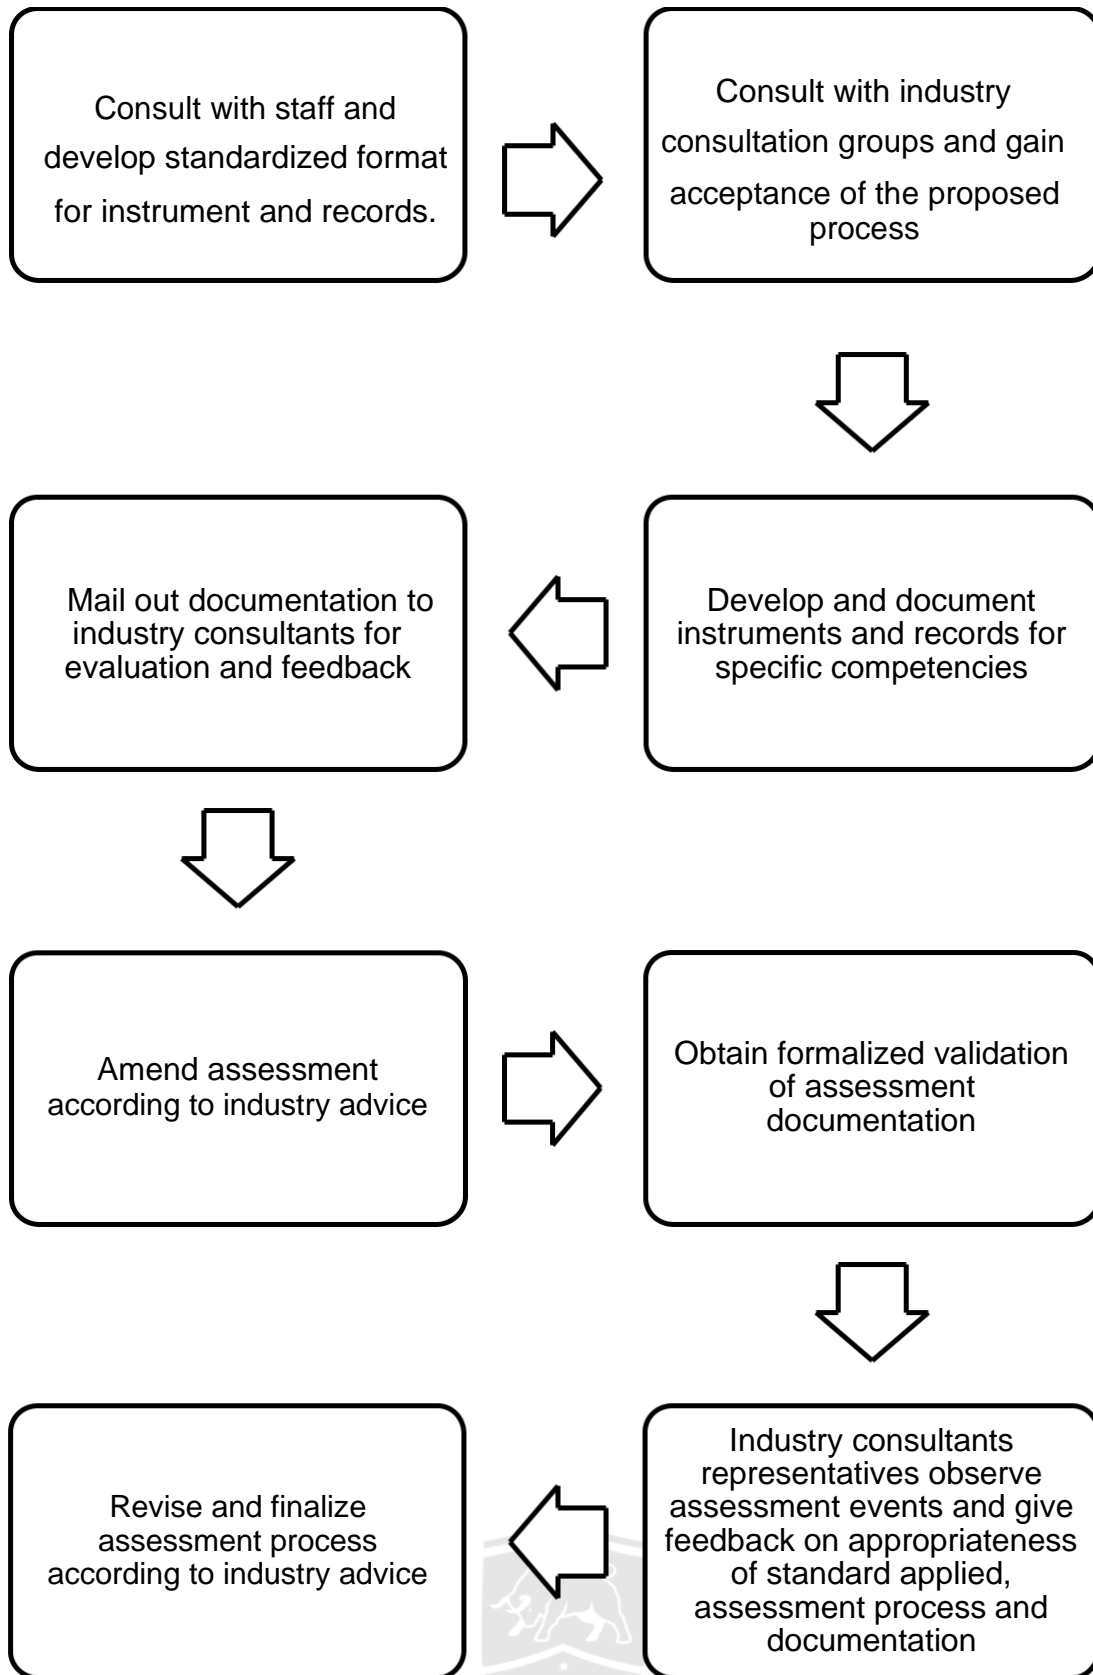 Consult with staff and
develop standardized format
for instrument and records.
Consult with industry
consultation groups and gain
acceptance of the proposed
process
Develop and document
instruments and records for
specific competencies
Mail out documentation to
industry consultants for
evaluation and feedback
Amend assessment
according to industry advice
Obtain formalized validation
of assessment
documentation
Industry consultants
representatives observe
assessment events and give
feedback on appropriateness
of standard applied,
assessment process and
documentation
Revise and finalize
assessment process
according to industry advice